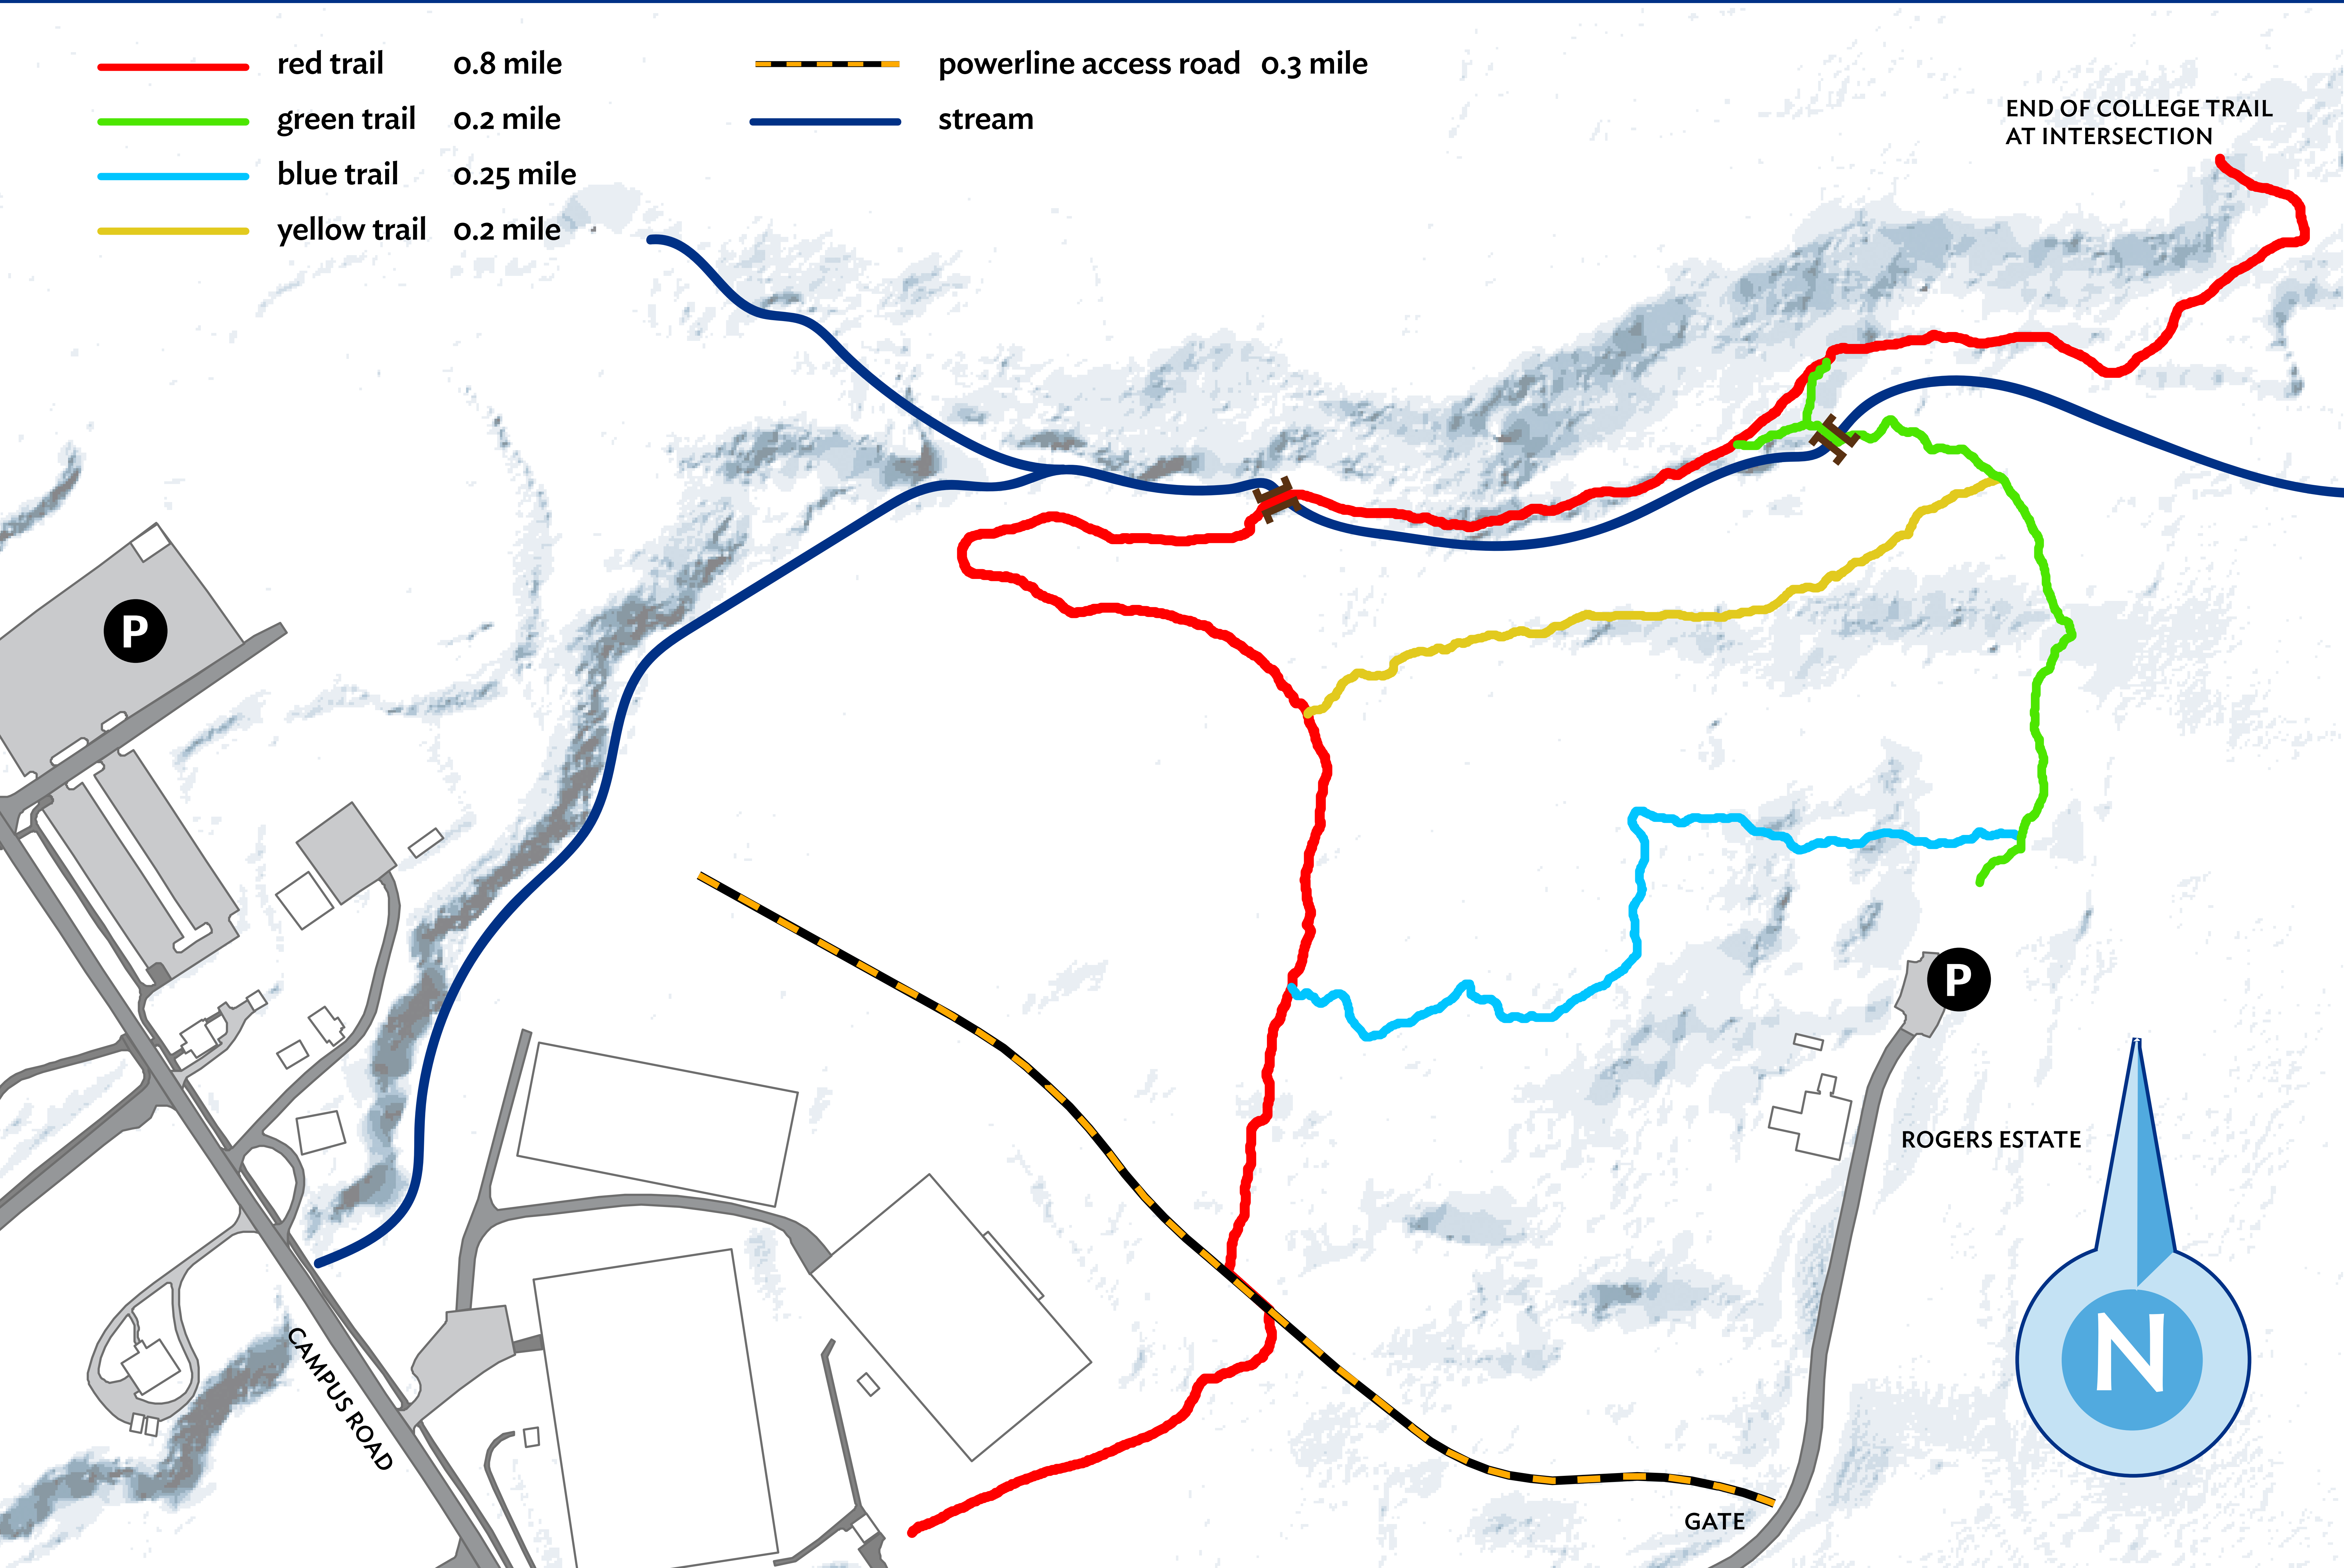 red trail 0.8 mile
green trail 0.2 mile
blue trail 0.25 mile
yellow trail 0.2 mile
powerline access road 0.3 mile
stream
END OF COLLEGE TRAIL
AT INTERSECTION
P
P
ROGERS ESTATE
N
CAMPUS ROAD
GATE